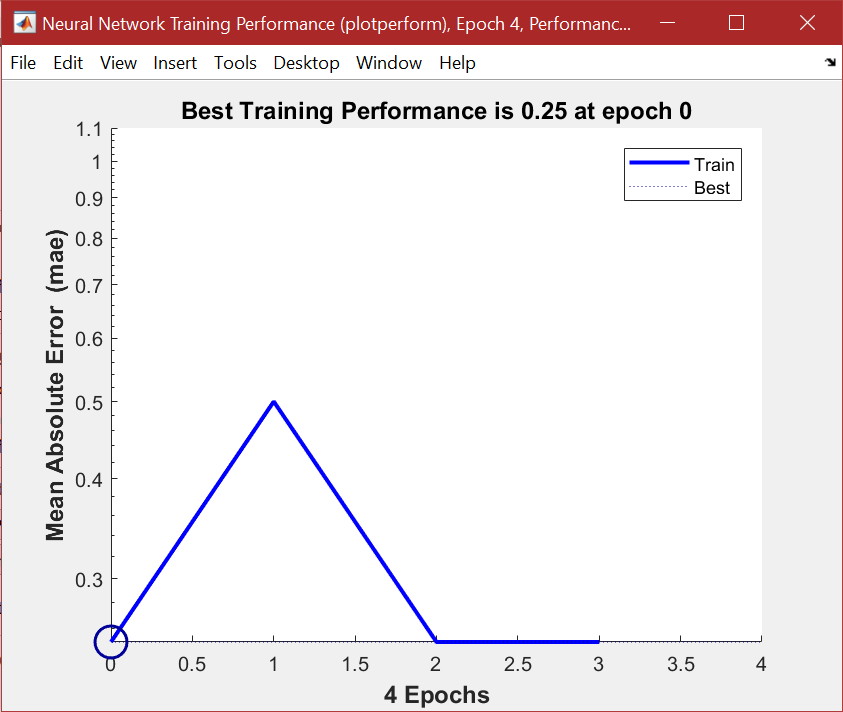 Neural Network Training Performance (plotperform), Epoch 4, Performanc...
File Edit View Insert Tools Desktop Window Help
Best Training Performance is 0.25 at epoch 0
1.1
1
0.9
0.8
0.7
0.6
0.5
0.4
0.3
Mean Absolute Error (mae)
Train
Best
0 0.5 1 1.5 2 2.5 3 3.5 4
4 Epochs